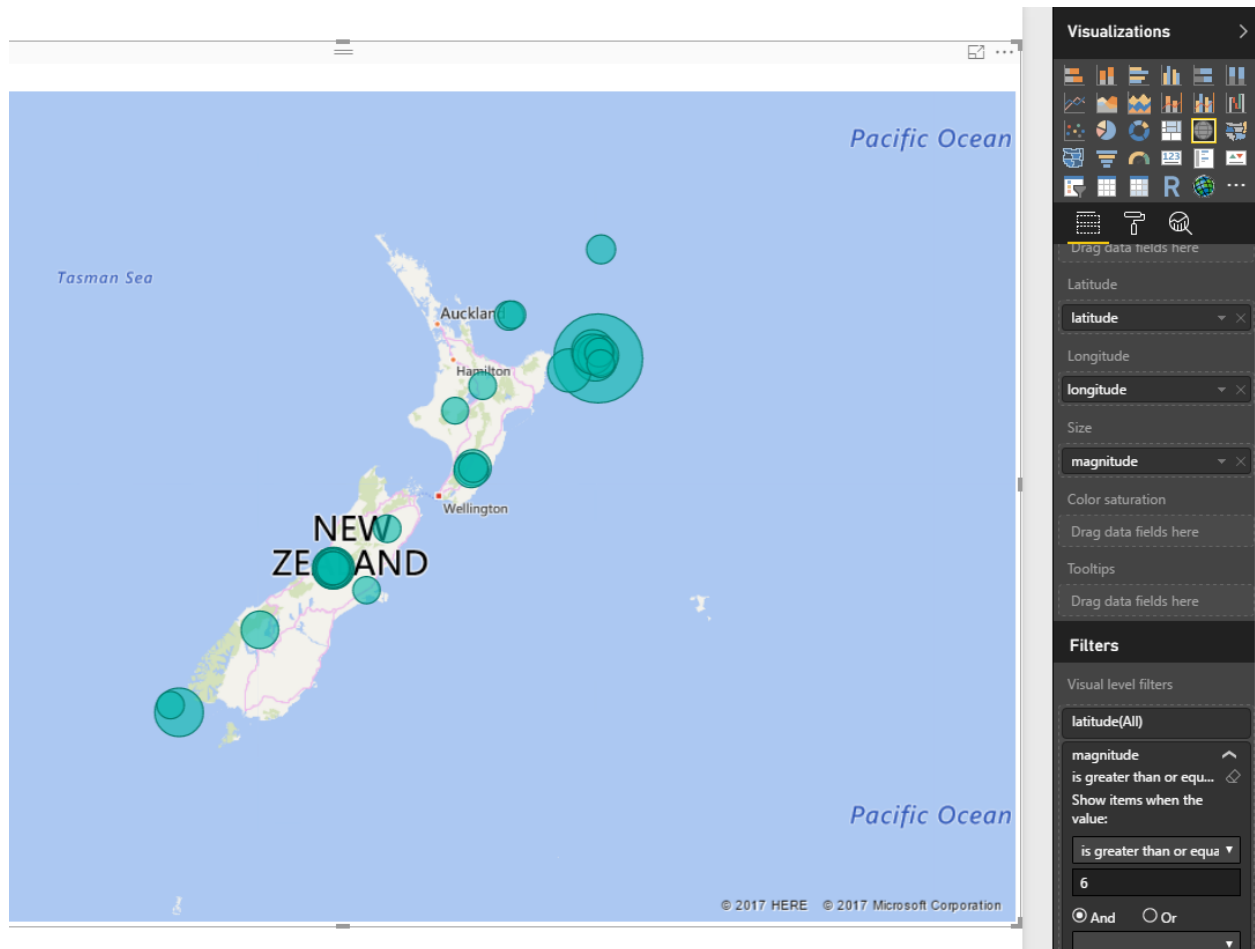 Pacific Ocean
Tasman Sea
Auckland
Hamilton
Wellington
NEW
ZEALAND
Pacific Ocean
© 2017 HERE © 2017 Microsoft Corporation
Visualizations
123
R
Drag data fields here
Latitude
latitude
Longitude
longitude
Size
magnitude
Color saturation
Drag data fields here
Tooltips
Drag data fields here
Filters
Visual level filters
latitude(All)
magnitude
is greater than or equ...
Show items when the
value:
is greater than or equa
6
And Or